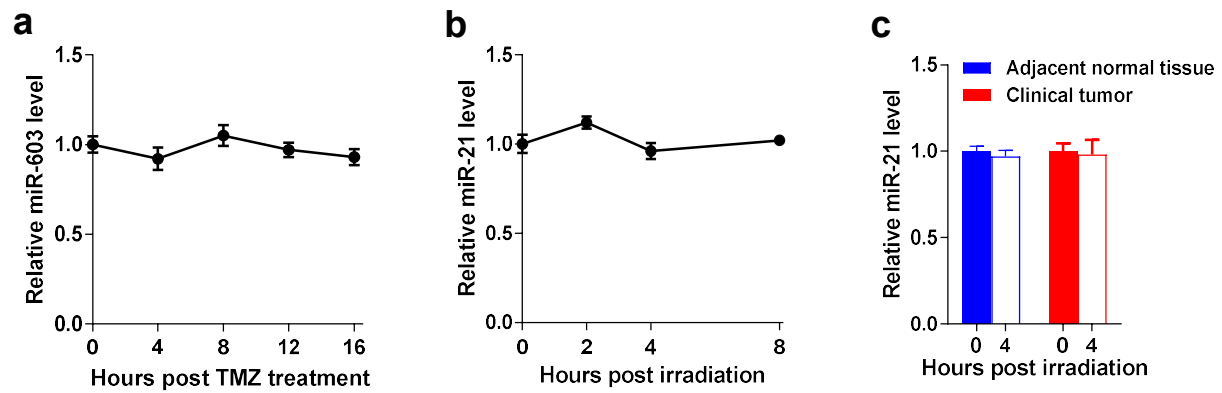 a
Relative miR-603 level
1.5
1.0
0.5
0.0
0 4 8 12 16
Hours post TMZ treatment
b
Relative miR-21 level
1.5
1.0
0.5
0.0
0 2 4 8
Hours post irradiation
c
Relative miR-21 level
1.5
1.0
0.5
0.0
Adjacent normal tissue
Clinical tumor
0 4 0 4
Hours post irradiation